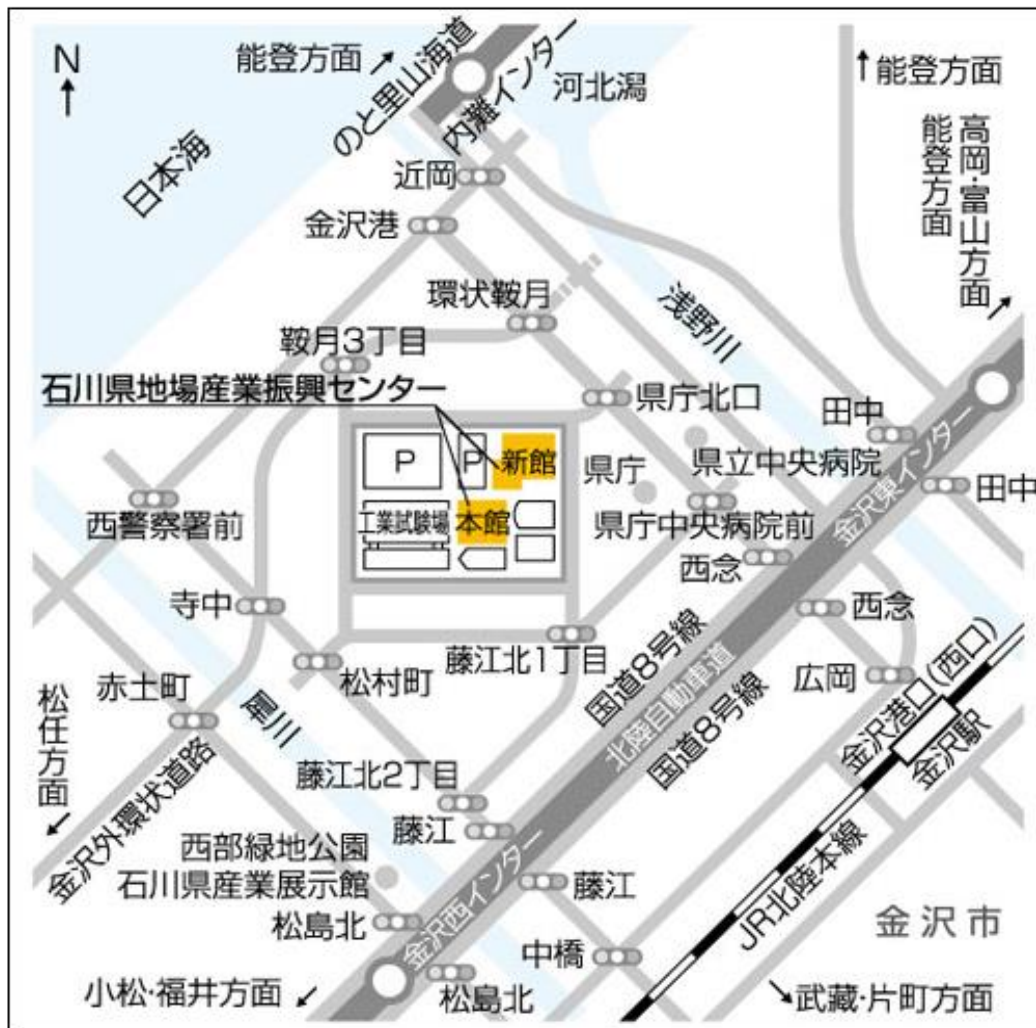 N
能登方面
のと里山海道
内灘インター
河北潟
能登方面
高岡・富山方面
能登方面
日本海
近岡
金沢港
環状鞍月
浅野川
鞍月3丁目
石川県地場産業振興センター
県庁北口
田中
P
P
新館
県庁
県立中央病院
金沢東インター
田中
西警察署前
工業試験場
本館
県庁中央病院前
西念
西念
寺中
藤江北1丁目
国道8号線
北陸自動車道
国道8号線
広岡
金沢港口(西口)
金沢駅
松村町
赤土町
松任方面
犀川
金沢外環状道路
藤江北2丁目
藤江
西部緑地公園
石川県産業展示館
藤江
JR北陸本線
金沢市
松島北
金沢西インター
中橋
小松・福井方面
松島北
武蔵・片町方面